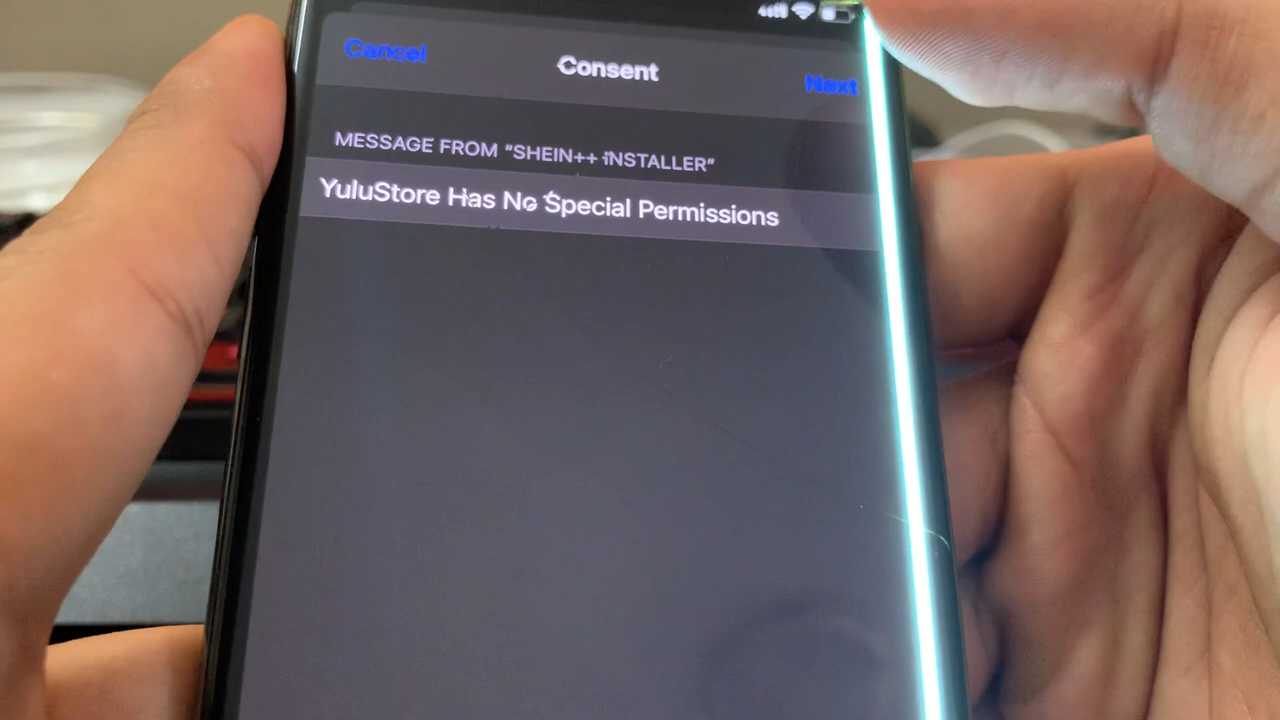 Cancel
Consent
Next
MESSAGE FROM “SHEIN++ INSTALLER”
YuluStore Has No Special Permissions